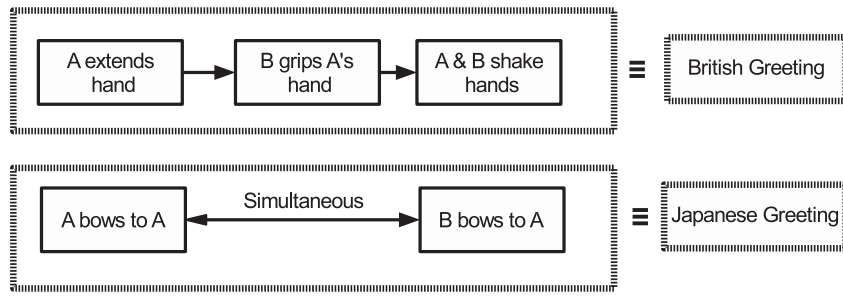 A extends
hand
B grips A's
hand
A & B shake
hands
≡
British Greeting
A bows to A
Simultaneous
B bows to A
≡
Japanese Greeting